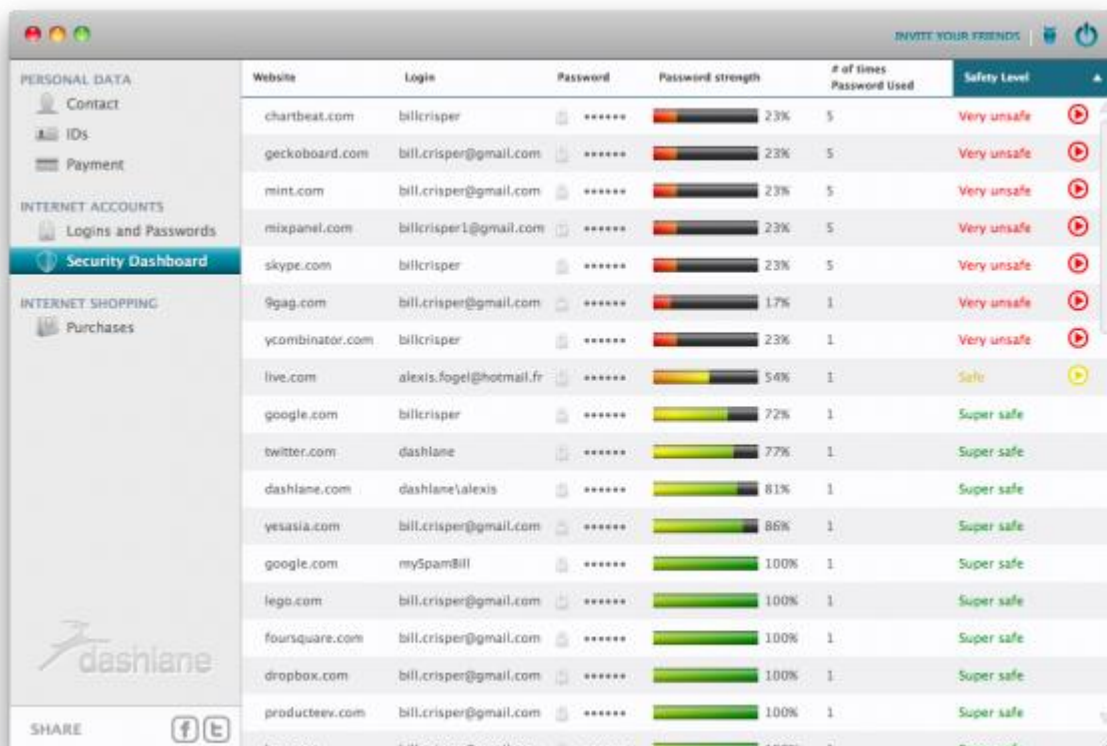 INVITE YOUR FRIENDS
PERSONAL DATA
Contact
IDs
Payment
INTERNET ACCOUNTS
Logins and Passwords
Security Dashboard
INTERNET SHOPPING
Purchases
dashlane
SHARE
Website Login Password Password strength # of times Password Used Safety Level
chartbeat.com billcrisper ****** 23% 5 Very unsafe
geckoboard.com bill.crisper@gmail.com ****** 23% 5 Very unsafe
mint.com bill.crisper@gmail.com ****** 23% 5 Very unsafe
mixpanel.com billcrisper1@gmail.com ****** 23% 5 Very unsafe
skype.com billcrisper ****** 23% 5 Very unsafe
9gag.com bill.crisper@gmail.com ****** 17% 1 Very unsafe
ycombinator.com billcrisper ****** 23% 1 Very unsafe
live.com alexis.fogel@hotmail.fr ****** 54% 1 Safe
google.com billcrisper ****** 72% 1 Super safe
twitter.com dashlane ****** 77% 1 Super safe
dashlane.com dashlane\alexis ****** 81% 1 Super safe
yesasia.com bill.crisper@gmail.com ****** 86% 1 Super safe
google.com mySpamBill ****** 100% 1 Super safe
lego.com bill.crisper@gmail.com ****** 100% 1 Super safe
foursquare.com bill.crisper@gmail.com ****** 100% 1 Super safe
dropbox.com bill.crisper@gmail.com ****** 100% 1 Super safe
producteev.com bill.crisper@gmail.com ****** 100% 1 Super safe